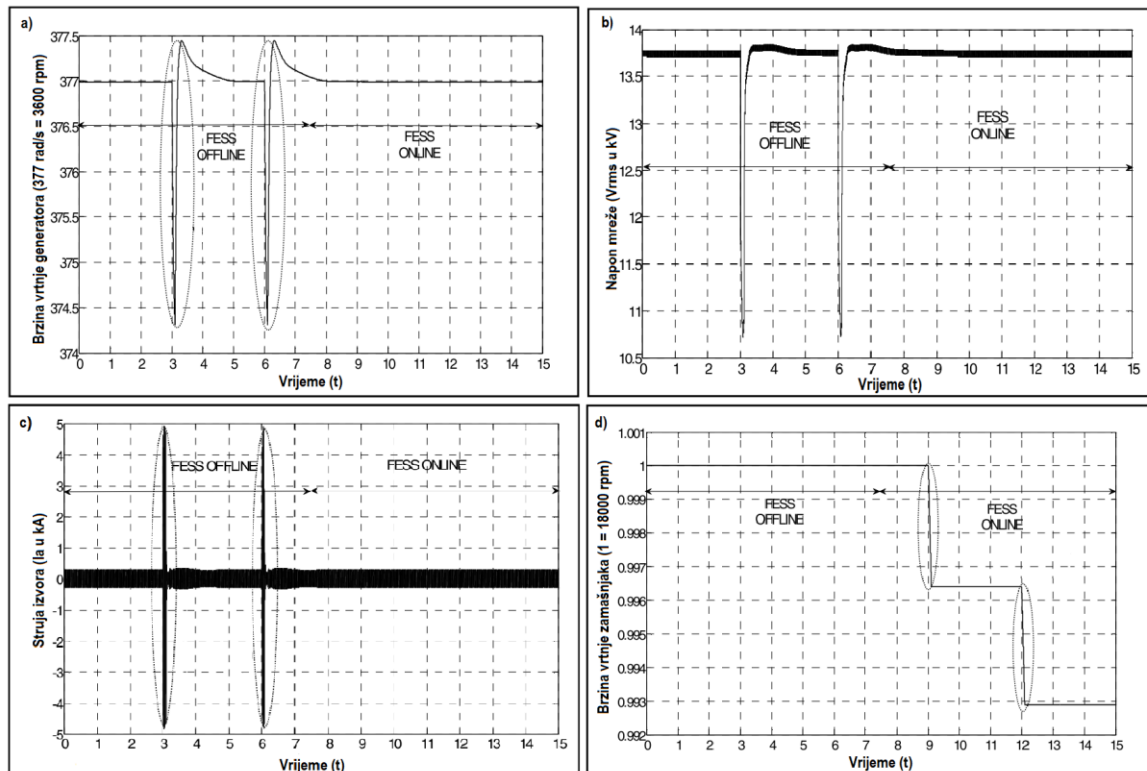 a)
Brzina vrtnje generatora (377 rad/s = 3600 rpm)
377.5
377
376.5
376
375.5
375
374.5
374
FESS
OFFLINE
FESS
ONLINE
0 1 2 3 4 5 6 7 8 9 10 11 12 13 14 15
Vrijeme (t)
b)
Napon mreže (Vrms u kV)
14
13.5
13
12.5
12
11.5
11
10.5
FESS
OFFLINE
FESS
ONLINE
0 1 2 3 4 5 6 7 8 9 10 11 12 13 14 15
Vrijeme (t)
c)
Struja izvora (Ia u kA)
5
4
3
2
1
0
-1
-2
-3
-4
-5
FESS OFFLINE
FESS ONLINE
0 1 2 3 4 5 6 7 8 9 10 11 12 13 14 15
Vrijeme (t)
d)
Brzina vrtnje zamašnjaka (1 = 18000 rpm)
1.001
1
0.999
0.998
0.997
0.996
0.995
0.994
0.993
0.992
FESS
OFFLINE
FESS
ONLINE
0 1 2 3 4 5 6 7 8 9 10 11 12 13 14 15
Vrijeme (t)